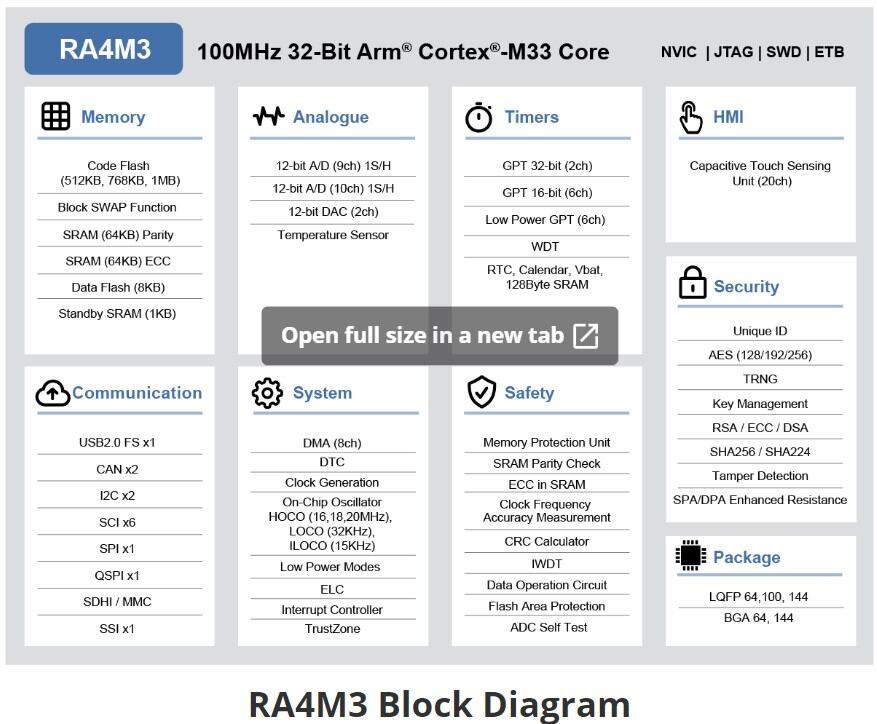 RA4M3
100MHz 32-Bit Arm® Cortex®-M33 Core
NVIC | JTAG | SWD | ETB
Memory
Code Flash
(512KB, 768KB, 1MB)
Block SWAP Function
SRAM (64KB) Parity
SRAM (64KB) ECC
Data Flash (8KB)
Standby SRAM (1KB)
Analogue
12-bit A/D (9ch) 1S/H
12-bit A/D (10ch) 1S/H
12-bit DAC (2ch)
Temperature Sensor
Timers
GPT 32-bit (2ch)
GPT 16-bit (6ch)
Low Power GPT (6ch)
WDT
RTC, Calendar, Vbat,
128Byte SRAM
HMI
Capacitive Touch Sensing
Unit (20ch)
Open full size in a new tab
Communication
USB2.0 FS x1
CAN x2
I2C x2
SCI x6
SPI x1
QSPI x1
SDHI / MMC
SSI x1
System
DMA (8ch)
DTC
Clock Generation
On-Chip Oscillator
HOCO (16,18,20MHz),
LOCO (32KHz),
ILOCO (15KHz)
Low Power Modes
ELC
Interrupt Controller
TrustZone
Safety
Memory Protection Unit
SRAM Parity Check
ECC in SRAM
Clock Frequency
Accuracy Measurement
CRC Calculator
IWDT
Data Operation Circuit
Flash Area Protection
ADC Self Test
Security
Unique ID
AES (128/192/256)
TRNG
Key Management
RSA / ECC / DSA
SHA256 / SHA224
Tamper Detection
SPA/DPA Enhanced Resistance
Package
LQFP 64,100, 144
BGA 64, 144
RA4M3 Block Diagram